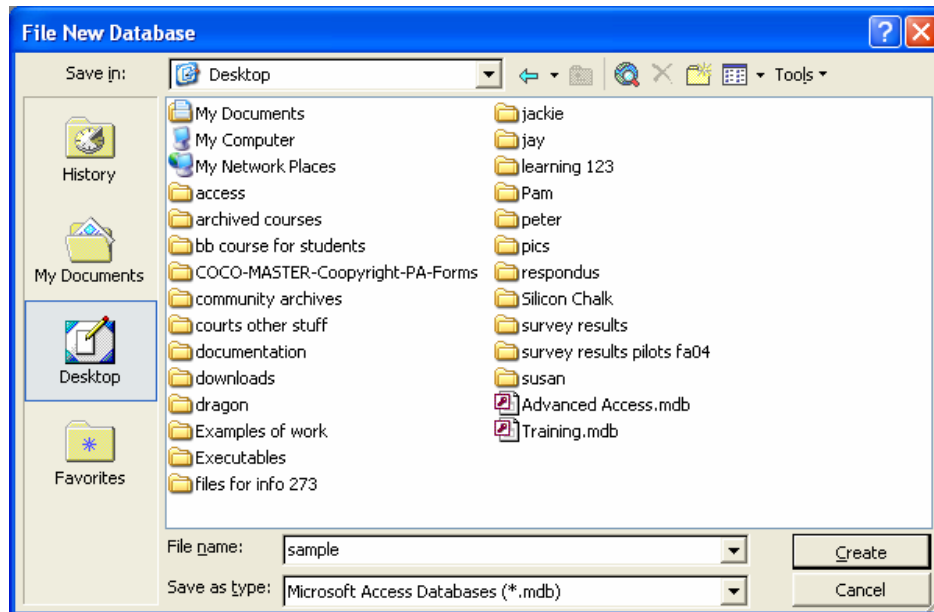 File New Database
Save in:
Desktop
Tools
History
My Documents
Desktop
Favorites
My Documents
My Computer
My Network Places
access
archived courses
bb course for students
COCO-MASTER-Coopyright-PA-Forms
community archives
courts other stuff
documentation
downloads
dragon
Examples of work
Executables
files for info 273
jackie
jay
learning 123
Pam
peter
pics
respondus
Silicon Chalk
survey results
survey results pilots fa04
susan
Advanced Access.mdb
Training.mdb
File name:
sample
Create
Save as type:
Microsoft Access Databases (*.mdb)
Cancel